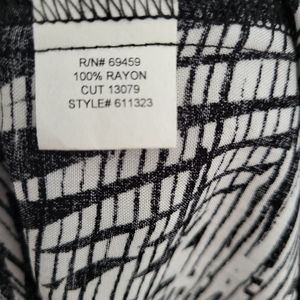 R/N# 69459
100% RAYON
CUT 13079
STYLE# 611323